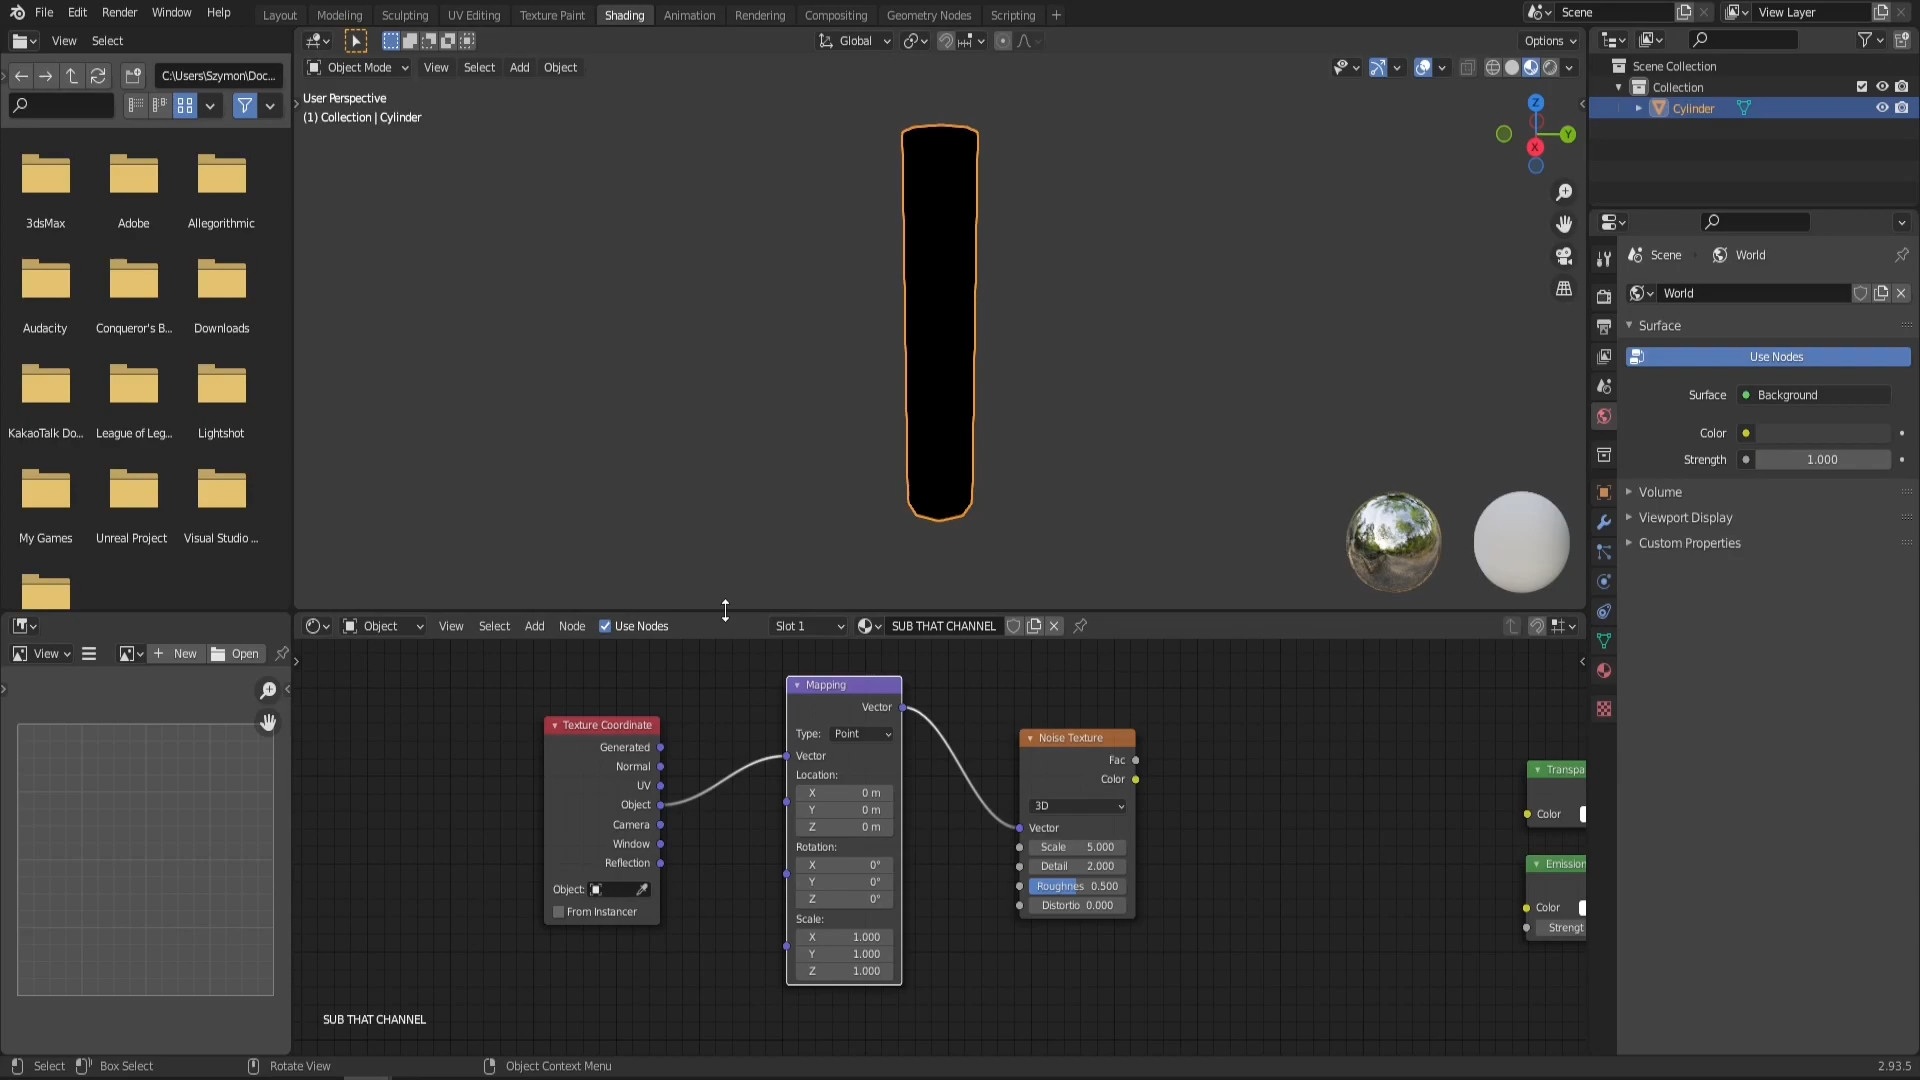 File Edit Render Window Help
Layout Modeling Sculpting UV Editing Texture Paint Shading Animation Rendering Compositing Geometry Nodes Scripting +
Scene
View Layer
View Select
Global
Options
C:\Users\Szymon\Doc...
Object Mode View Select Add Object
User Perspective
(1) Collection | Cylinder
Z
Y
X
Scene Collection
Collection
Cylinder
3dsMax Adobe Allegorithmic
Audacity Conqueror's B... Downloads
KakaoTalk Do... League of Leg... Lightshot
My Games Unreal Project Visual Studio ...
Scene World
World
Surface
Use Nodes
Surface Background
Color
Strength 1.000
Volume
Viewport Display
Custom Properties
View + New Open
Object View Select Add Node Use Nodes Slot 1 SUB THAT CHANNEL
Texture Coordinate
Generated
Normal
UV
Object
Camera
Window
Reflection
Object:
From Instancer
Mapping
Vector
Type: Point
Vector
Location:
X 0 m
Y 0 m
Z 0 m
Rotation:
X 0°
Y 0°
Z 0°
Scale:
X 1.000
Y 1.000
Z 1.000
Noise Texture
Fac
Color
3D
Vector
Scale 5.000
Detail 2.000
Roughnes 0.500
Distortio 0.000
Transpa
Color
Emission
Color
Strengt
SUB THAT CHANNEL
Select Box Select Rotate View Object Context Menu 2.93.5